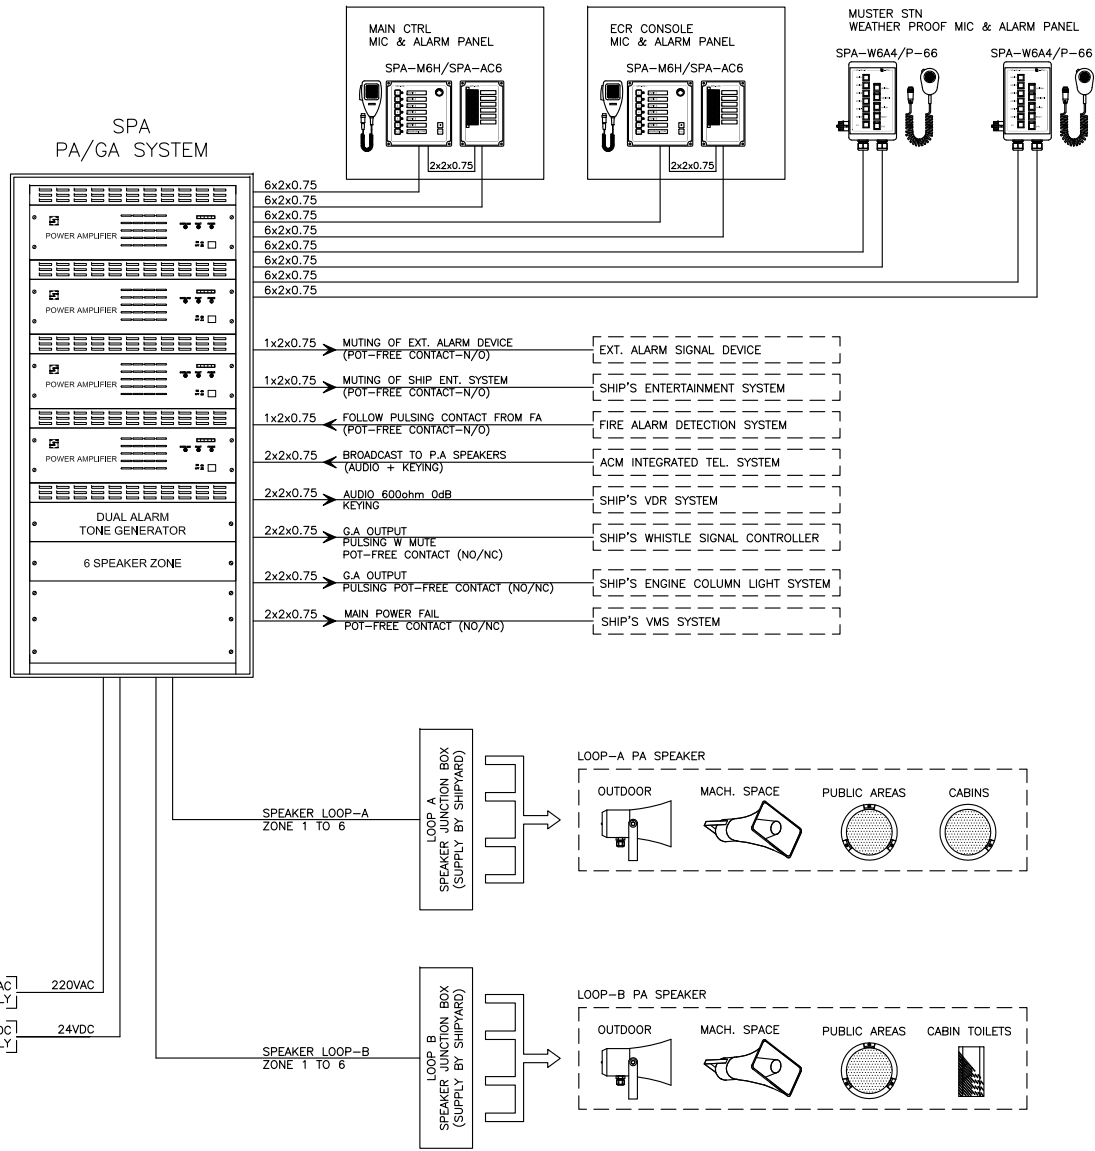 MAIN CTRL
MIC & ALARM PANEL
SPA-M6H/SPA-AC6
2x2x0.75
ECR CONSOLE
MIC & ALARM PANEL
SPA-M6H/SPA-AC6
2x2x0.75
MUSTER STN
WEATHER PROOF MIC & ALARM PANEL
SPA-W6A4/P-66
SPA-W6A4/P-66
SPA
PA/GA SYSTEM
6x2x0.75
6x2x0.75
6x2x0.75
6x2x0.75
6x2x0.75
6x2x0.75
6x2x0.75
6x2x0.75
POWER AMPLIFIER
POWER AMPLIFIER
POWER AMPLIFIER
POWER AMPLIFIER
DUAL ALARM
TONE GENERATOR
6 SPEAKER ZONE
1x2x0.75
MUTING OF EXT. ALARM DEVICE
(POT-FREE CONTACT-N/O)
EXT. ALARM SIGNAL DEVICE
1x2x0.75
MUTING OF SHIP ENT. SYSTEM
(POT-FREE CONTACT-N/O)
SHIP'S ENTERTAINMENT SYSTEM
1x2x0.75
FOLLOW PULSING CONTACT FROM FA
(POT-FREE CONTACT-N/O)
FIRE ALARM DETECTION SYSTEM
2x2x0.75
BROADCAST TO P.A SPEAKERS
(AUDIO + KEYING)
ACM INTEGRATED TEL. SYSTEM
2x2x0.75
AUDIO 600ohm 0dB
KEYING
SHIP'S VDR SYSTEM
2x2x0.75
G.A OUTPUT
PULSING W MUTE
POT-FREE CONTACT (NO/NC)
SHIP'S WHISTLE SIGNAL CONTROLLER
2x2x0.75
G.A OUTPUT
PULSING POT-FREE CONTACT (NO/NC)
SHIP'S ENGINE COLUMN LIGHT SYSTEM
2x2x0.75
MAIN POWER FAIL
POT-FREE CONTACT (NO/NC)
SHIP'S VMS SYSTEM
SPEAKER LOOP-A
ZONE 1 TO 6
LOOP A
SPEAKER JUNCTION BOX
(SUPPLY BY SHIPYARD)
LOOP-A PA SPEAKER
OUTDOOR
MACH. SPACE
PUBLIC AREAS
CABINS
AC
LY
220VAC
DC
LY
24VDC
SPEAKER LOOP-B
ZONE 1 TO 6
LOOP B
SPEAKER JUNCTION BOX
(SUPPLY BY SHIPYARD)
LOOP-B PA SPEAKER
OUTDOOR
MACH. SPACE
PUBLIC AREAS
CABIN TOILETS